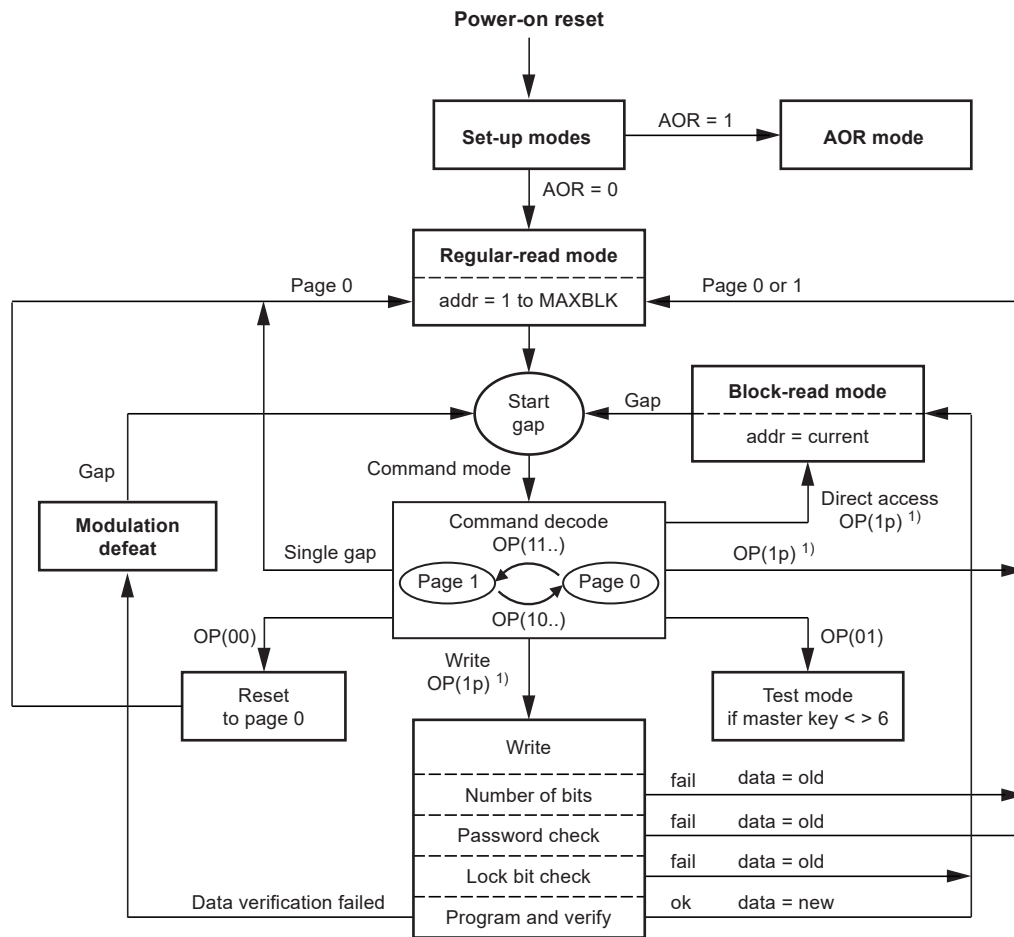 Power-on reset
Set-up modes
AOR = 1
AOR mode
AOR = 0
Regular-read mode
Page 0
addr = 1 to MAXBLK
Page 0 or 1
Start
gap
Gap
Block-read mode
addr = current
Gap
Command mode
Modulation
defeat
Direct access
OP(1p) 1)
Command decode
OP(11..)
Single gap
Page 1
Page 0
OP(1p) 1)
OP(10..)
OP(00)
OP(01)
Write
OP(1p) 1)
Reset
to page 0
Test mode
if master key < > 6
Write
Number of bits
fail data = old
Password check
fail data = old
Lock bit check
fail data = old
Data verification failed
Program and verify
ok data = new